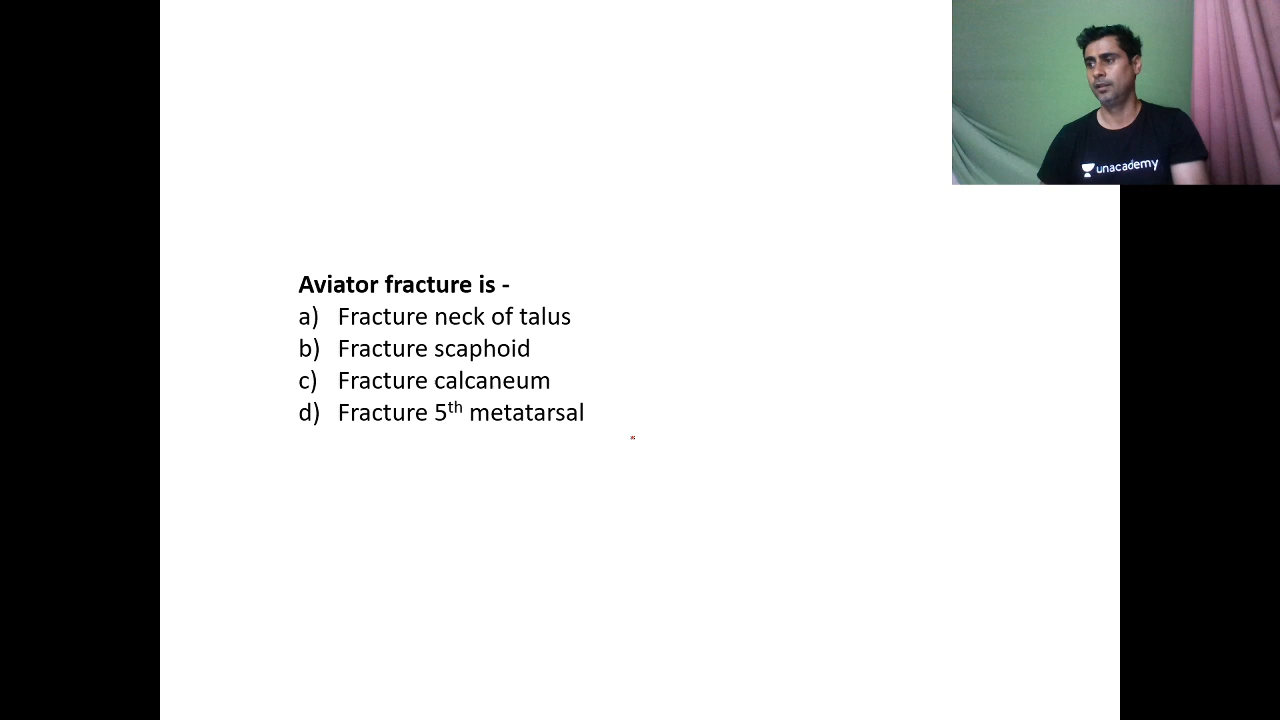 unacademy
Aviator fracture is -
a) Fracture neck of talus
b) Fracture scaphoid
c) Fracture calcaneum
d) Fracture 5th metatarsal